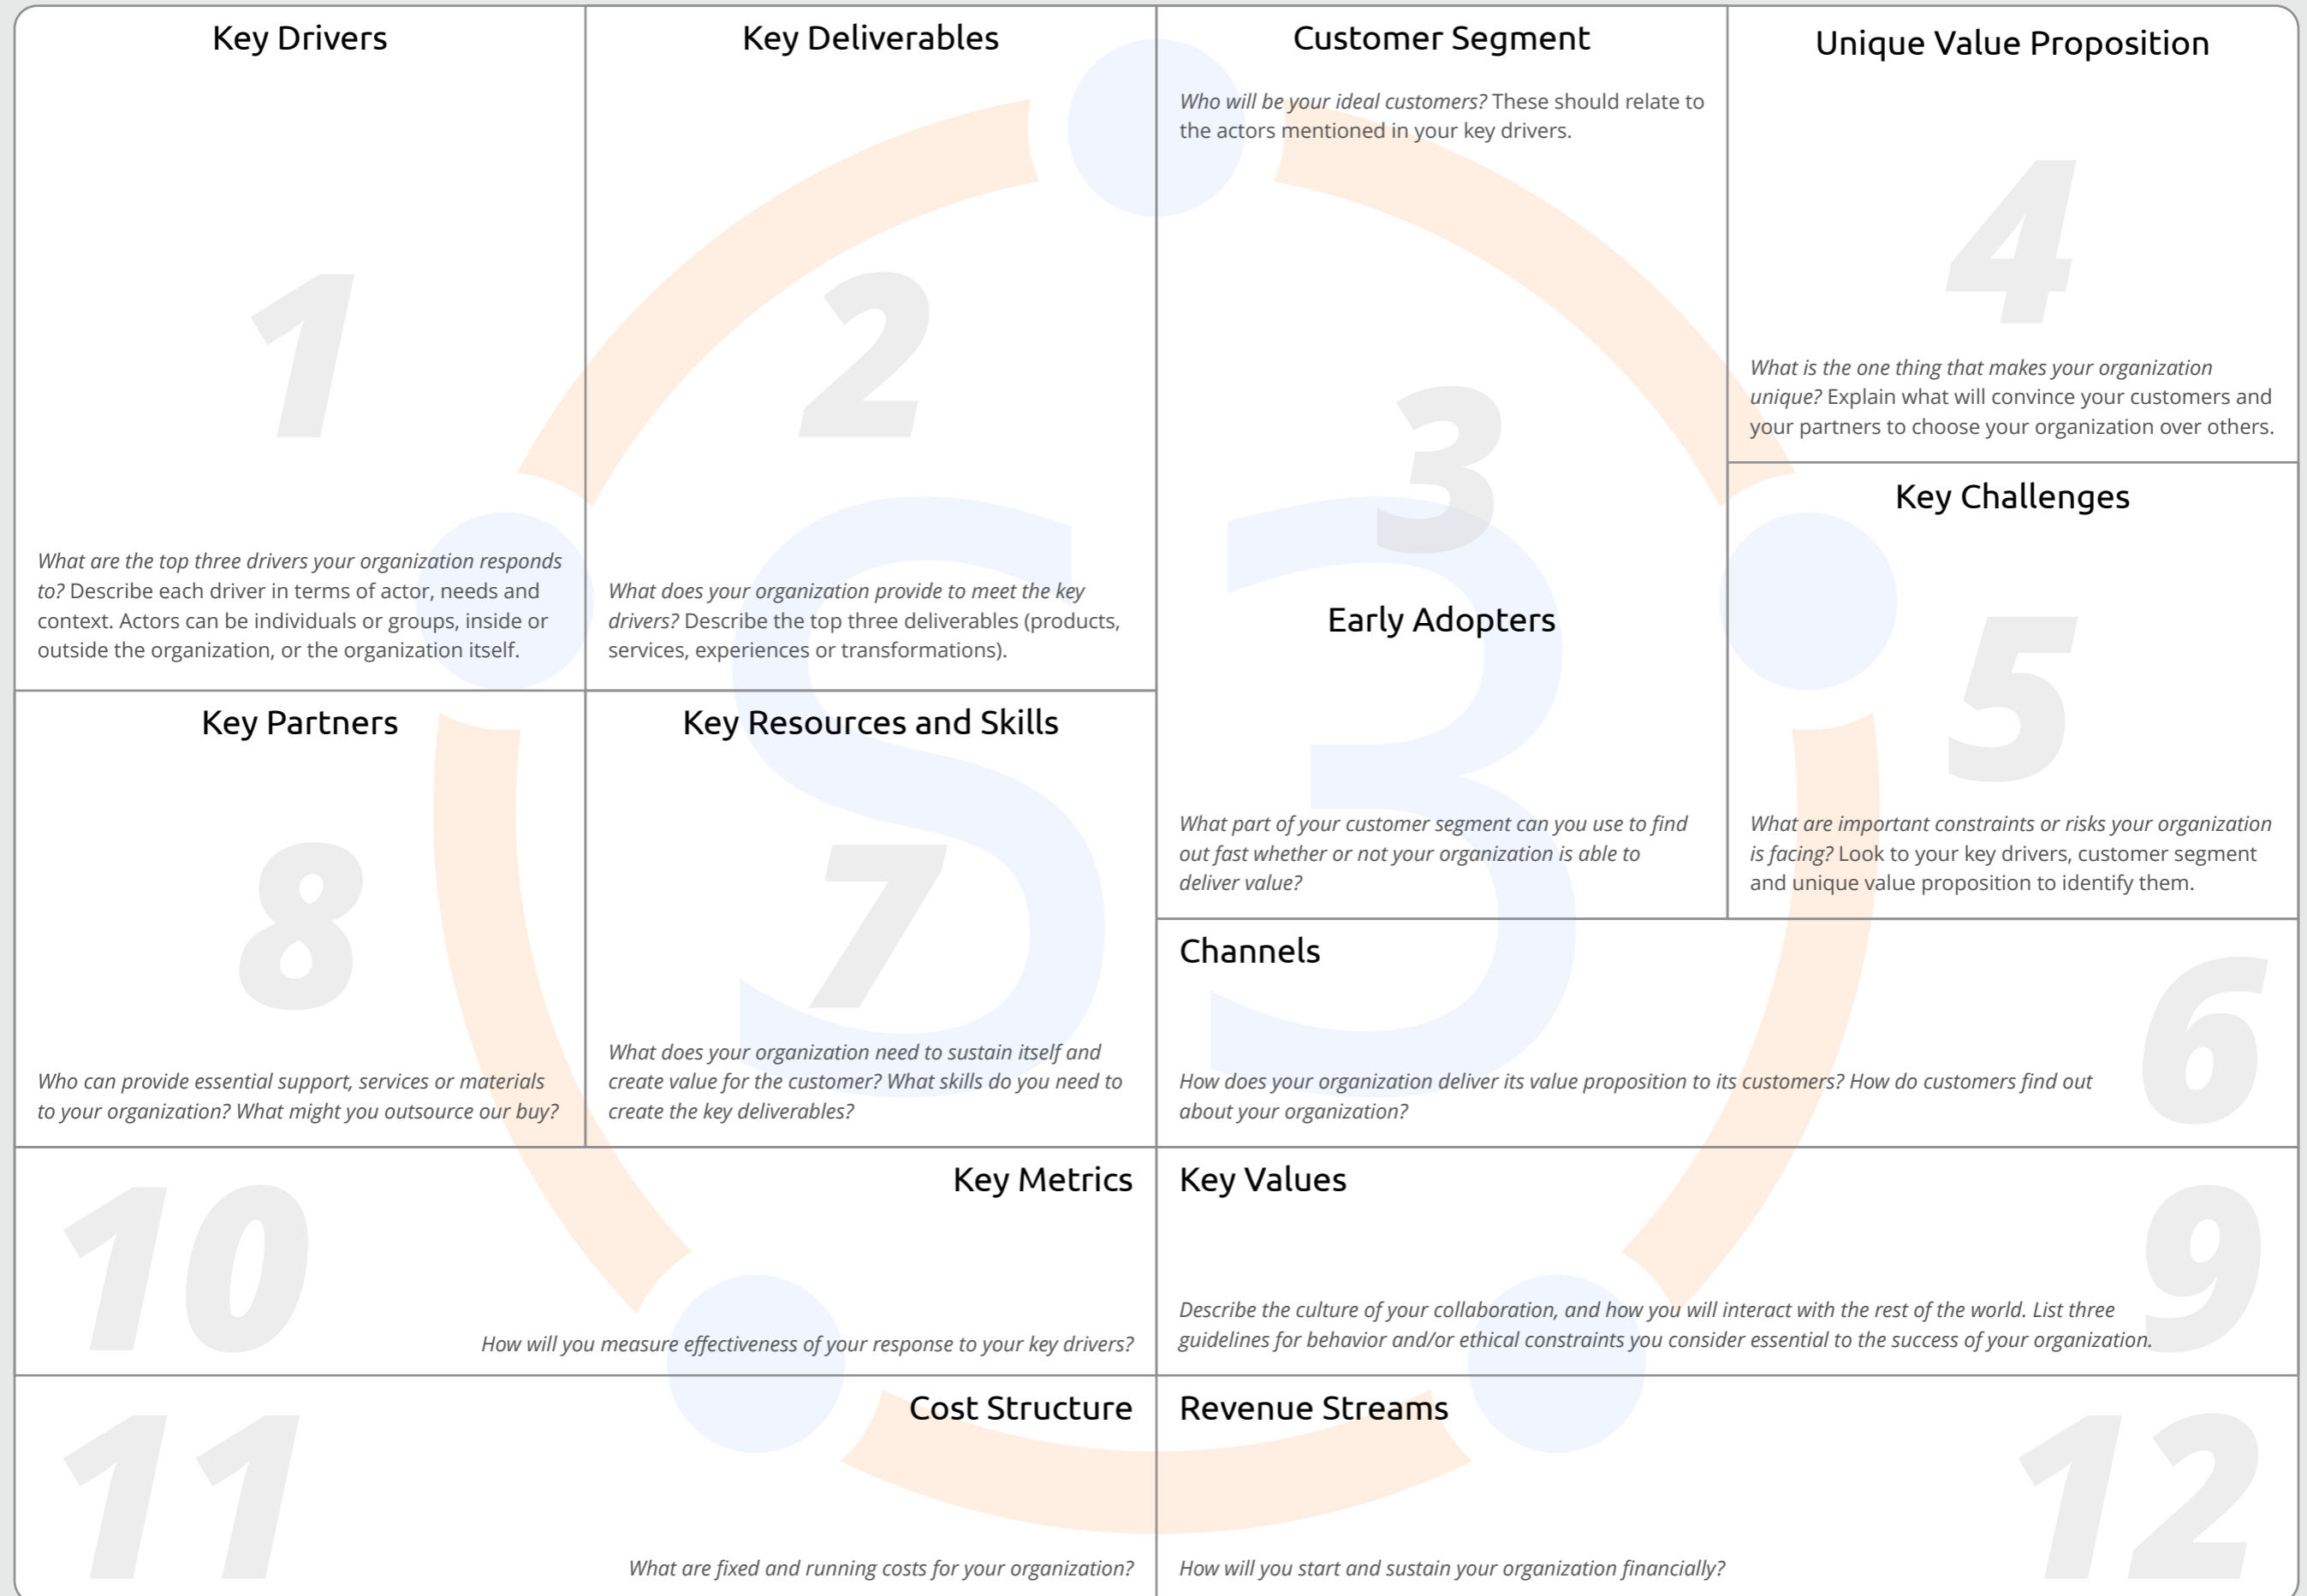 Key Drivers
1
What are the top three drivers your organization responds
to? Describe each driver in terms of actor, needs and
context. Actors can be individuals or groups, inside or
outside the organization, or the organization itself.
Key Deliverables
2
What does your organization provide to meet the key
drivers? Describe the top three deliverables (products,
services, experiences or transformations).
Customer Segment
Who will be your ideal customers? These should relate to
the actors mentioned in your key drivers.
3
Early Adopters
What part of your customer segment can you use to find
out fast whether or not your organization is able to
deliver value?
Unique Value Proposition
4
What is the one thing that makes your organization
unique? Explain what will convince your customers and
your partners to choose your organization over others.
Key Challenges
5
What are important constraints or risks your organization
is facing? Look to your key drivers, customer segment
and unique value proposition to identify them.
Channels
6
How does your organization deliver its value proposition to its customers? How do customers find out
about your organization?
Key Resources and Skills
7
What does your organization need to sustain itself and
create value for the customer? What skills do you need to
create the key deliverables?
Key Partners
8
Who can provide essential support, services or materials
to your organization? What might you outsource our buy?
Key Values
9
Describe the culture of your collaboration, and how you will interact with the rest of the world. List three
guidelines for behavior and/or ethical constraints you consider essential to the success of your organization.
Key Metrics
10
How will you measure effectiveness of your response to your key drivers?
Cost Structure
11
What are fixed and running costs for your organization?
Revenue Streams
12
How will you start and sustain your organization financially?
S3